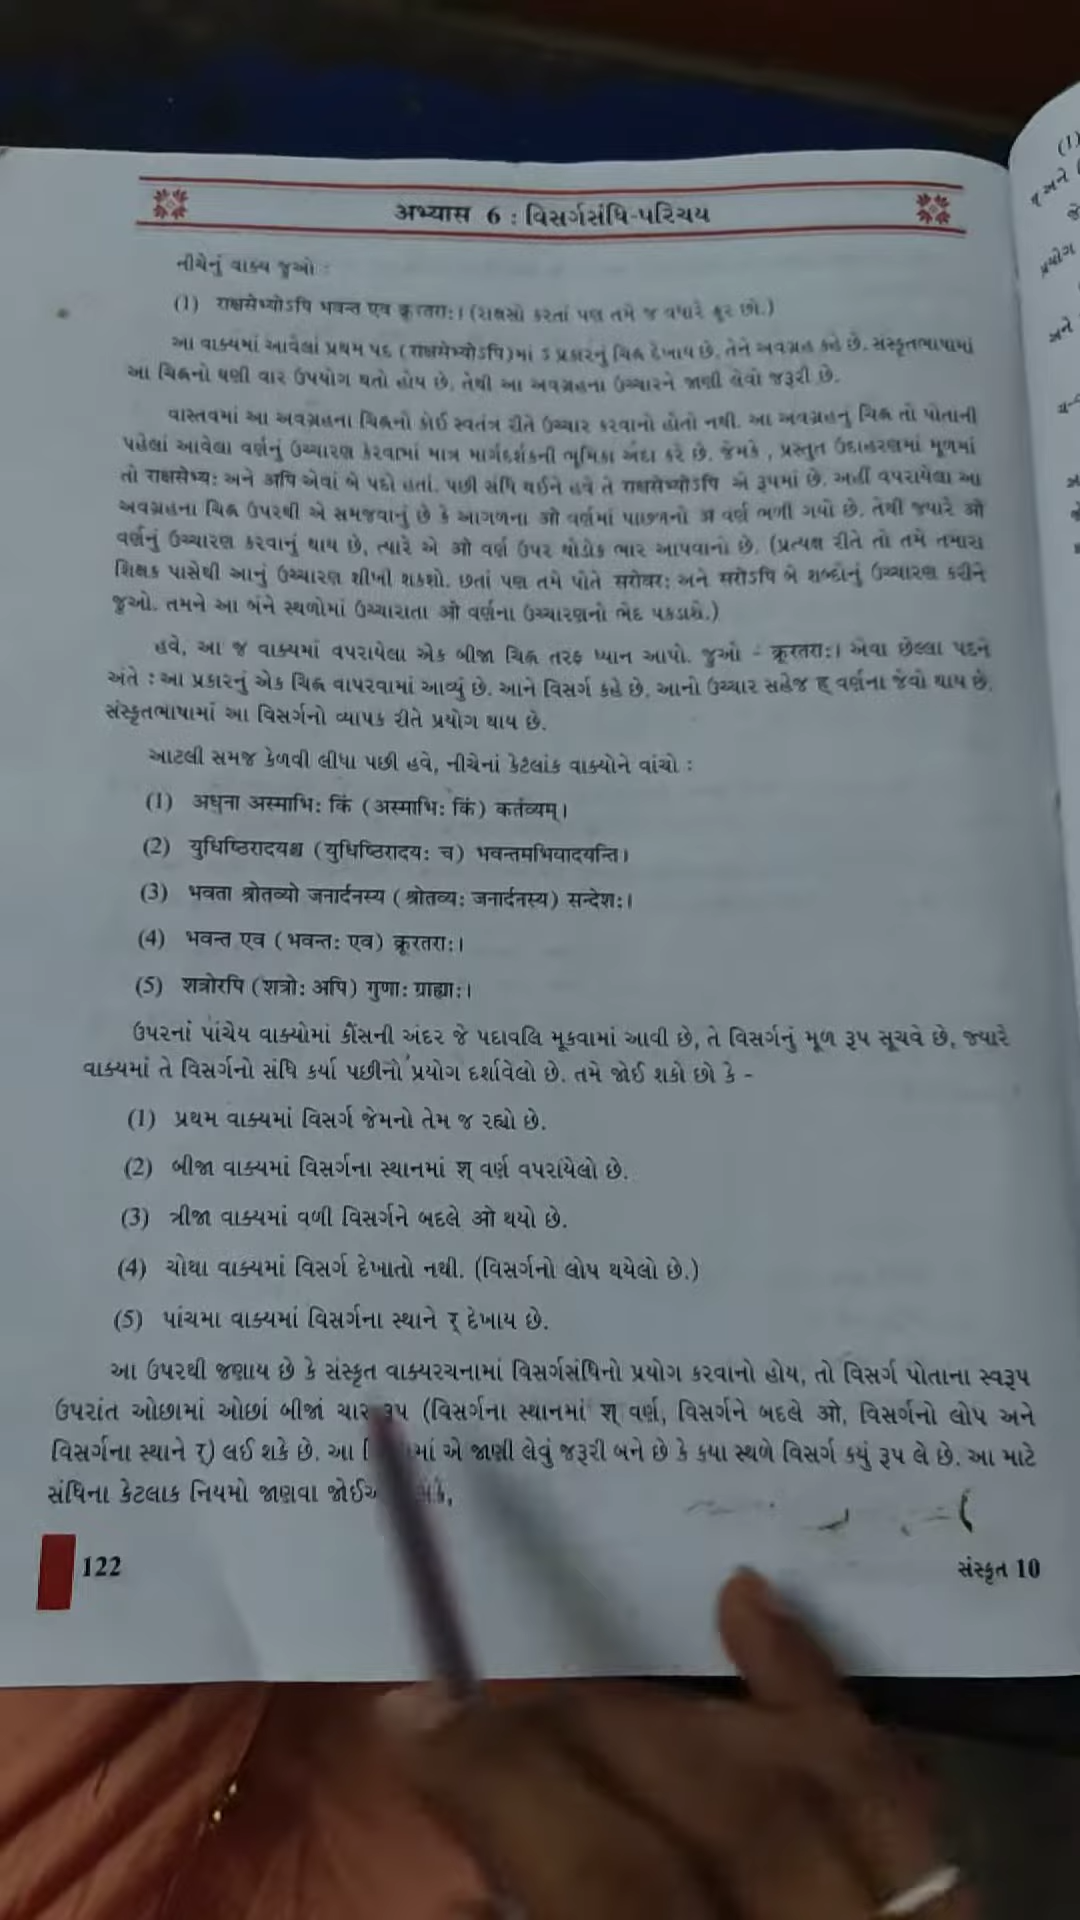 अभ्यास 6 : विसर्गसंधि-परिचय
નીચેનું વાક્ય જુઓ :
(1) राक्षसेभ्योऽपि भवन्त एव क्रूरतराः। (રાક્ષસો કરતાં પણ તમે જ વધારે ક્રુર છો.)
આ વાક્યમાં આવેલાં પ્રથમ પદ (राक्षसेभ्योऽपि)માં ऽ પ્રકારનું ચિહ્ન દેખાય છે. તેને અવગ્રહ કહે છે. સંસ્કૃતભાષામાં
આ ચિહ્નનો ઘણી વાર ઉપયોગ થતો હોય છે. તેથી આ અવગ્રહના ઉચ્ચારને જાણી લેવો જરૂરી છે.
વાસ્તવમાં આ અવગ્રહના ચિહ્નનો કોઈ સ્વતંત્ર રીતે ઉચ્ચાર કરવાનો હોતો નથી. આ અવગ્રહનું ચિહ્ન તો પોતાની
પહેલાં આવેલા વર્ણનું ઉચ્ચારણ કરવામાં માત્ર માર્ગદર્શકની ભૂમિકા અદા કરે છે. જેમકે, પ્રસ્તુત ઉદાહરણમાં મૂળમાં
તો राक्षसेभ्यः અને अपि એવાં બે પદો હતાં. પછી સંધિ થઈને હવે તે राक्षसेभ्योऽपि એ રૂપમાં છે. અહીં વપરાયેલા આ
અવગ્રહના ચિહ્ન ઉપરથી એ સમજવાનું છે કે આગળના ओ વર્ણમાં પાછળનો अ વર્ણ ભળી ગયો છે. તેથી જ્યારે ओ
વર્ણનું ઉચ્ચારણ કરવાનું થાય છે, ત્યારે એ ओ વર્ણ ઉપર થોડોક ભાર આપવાનો છે. (પ્રત્યક્ષ રીતે તો તમે તમારા
શિક્ષક પાસેથી આનું ઉચ્ચારણ શીખી શકશો. છતાં પણ તમે પોતે सरोवरः અને सरोऽपि બે શબ્દોનું ઉચ્ચારણ કરીને
જુઓ. તમને આ બંને સ્થળોમાં ઉચ્ચારાતા ओ વર્ણના ઉચ્ચારણનો ભેદ પકડાશે.)
હવે, આ જ વાક્યમાં વપરાયેલા એક બીજા ચિહ્ન તરફ ધ્યાન આપો. જુઓ - क्रूरतराः। એવા છેલ્લા પદને
અંતે : આ પ્રકારનું એક ચિહ્ન વાપરવામાં આવ્યું છે. આને વિસર્ગ કહે છે. આનો ઉચ્ચાર સહેજ ह् વર્ણના જેવો થાય છે.
સંસ્કૃતભાષામાં આ વિસર્ગનો વ્યાપક રીતે પ્રયોગ થાય છે.
આટલી સમજ કેળવી લીધા પછી હવે, નીચેનાં કેટલાંક વાક્યોને વાંચો :
(1) अधुना अस्माभिः किं (अस्माभिः किं) कर्तव्यम्।
(2) युधिष्ठिरादयश्च (युधिष्ठिरादयः च) भवन्तमभिवादयन्ति।
(3) भवता श्रोतव्यो जनार्दनस्य (श्रोतव्यः जनार्दनस्य) सन्देशः।
(4) भवन्त एव (भवन्तः एव) क्रूरतराः।
(5) शत्रोरपि (शत्रोः अपि) गुणाः ग्राह्याः।
ઉપરનાં પાંચેય વાક્યોમાં કૌંસની અંદર જે પદાવલિ મૂકવામાં આવી છે, તે વિસર્ગનું મૂળ રૂપ સૂચવે છે, જ્યારે
વાક્યમાં તે વિસર્ગનો સંધિ કર્યા પછીનો પ્રયોગ દર્શાવેલો છે. તમે જોઈ શકો છો કે -
(1) પ્રથમ વાક્યમાં વિસર્ગ જેમનો તેમ જ રહ્યો છે.
(2) બીજા વાક્યમાં વિસર્ગના સ્થાનમાં श् વર્ણ વપરાયેલો છે.
(3) ત્રીજા વાક્યમાં વળી વિસર્ગને બદલે ओ થયો છે.
(4) ચોથા વાક્યમાં વિસર્ગ દેખાતો નથી. (વિસર્ગનો લોપ થયેલો છે.)
(5) પાંચમા વાક્યમાં વિસર્ગના સ્થાને र् દેખાય છે.
આ ઉપરથી જણાય છે કે સંસ્કૃત વાક્યરચનામાં વિસર્ગસંધિનો પ્રયોગ કરવાનો હોય, તો વિસર્ગ પોતાના સ્વરૂપ
ઉપરાંત ઓછામાં ઓછાં બીજાં ચાર રૂપ (વિસર્ગના સ્થાનમાં श् વર્ણ, વિસર્ગને બદલે ओ, વિસર્ગનો લોપ અને
વિસર્ગના સ્થાને र्) લઈ શકે છે. આ એ જાણી લેવું જરૂરી બને છે કે કયા સ્થળે વિસર્ગ કયું રૂપ લે છે. આ માટે
સંધિના કેટલાક નિયમો જાણવા
122
સંસ્કૃત 10